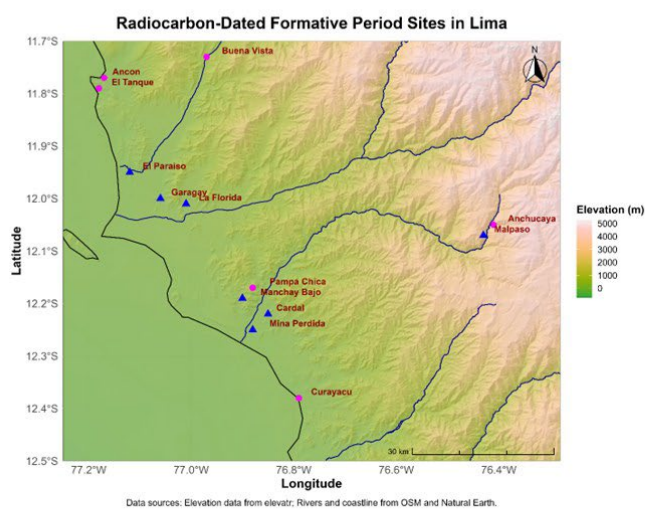 Radiocarbon-Dated Formative Period Sites in Lima
11.7°S
11.8°S
11.9°S
12.0°S
12.1°S
12.2°S
12.3°S
12.4°S
12.5°S
Latitude
Buena Vista
N
Ancon
El Tanque
El Paraiso
Garagay
La Florida
Anchucaya
Malpaso
Pampa Chica
Manchay Bajo
Cardal
Mina Perdida
Curayacu
30 km
Elevation (m)
5000
4000
3000
2000
1000
0
77.2°W
77.0°W
76.8°W
76.6°W
76.4°W
Longitude
Data sources: Elevation data from elevatr; Rivers and coastline from OSM and Natural Earth.